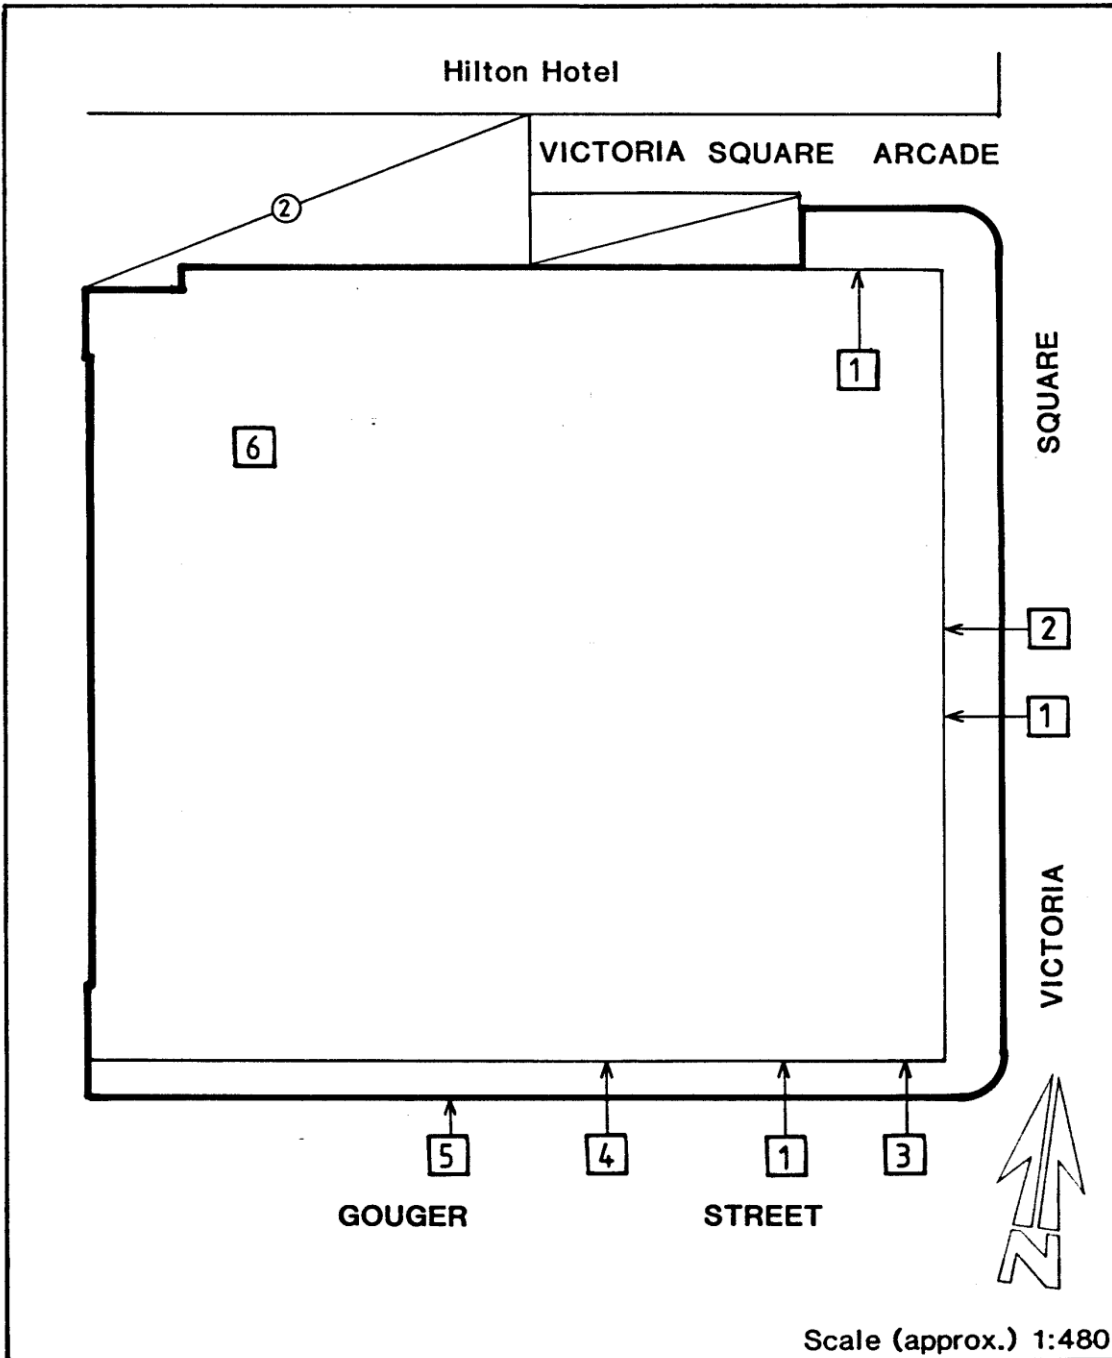 Hilton Hotel
VICTORIA SQUARE ARCADE
2
1
SQUARE
6
2
1
VICTORIA
5
4
1
3
GOUGER STREET
N
Scale (approx.) 1:480